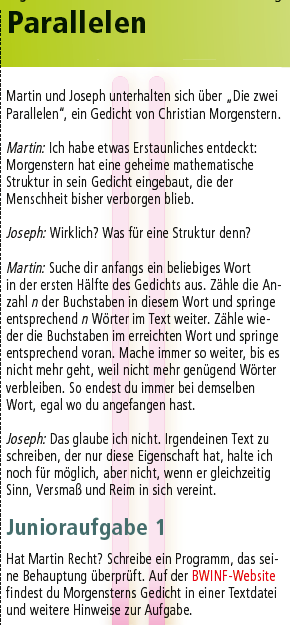 Parallelen
Martin und Joseph unterhalten sich über „Die zwei
Parallelen“, ein Gedicht von Christian Morgenstern.
Martin: Ich habe etwas Erstaunliches entdeckt:
Morgenstern hat eine geheime mathematische
Struktur in sein Gedicht eingebaut, die der
Menschheit bisher verborgen blieb.
Joseph: Wirklich? Was für eine Struktur denn?
Martin: Suche dir anfangs ein beliebiges Wort
in der ersten Hälfte des Gedichts aus. Zähle die An-
zahl n der Buchstaben in diesem Wort und springe
entsprechend n Wörter im Text weiter. Zähle wie-
der die Buchstaben im erreichten Wort und springe
entsprechend voran. Mache immer so weiter, bis es
nicht mehr geht, weil nicht mehr genügend Wörter
verbleiben. So endest du immer bei demselben
Wort, egal wo du angefangen hast.
Joseph: Das glaube ich nicht. Irgendeinen Text zu
schreiben, der nur diese Eigenschaft hat, halte ich
noch für möglich, aber nicht, wenn er gleichzeitig
Sinn, Versmaß und Reim in sich vereint.
Junioraufgabe 1
Hat Martin Recht? Schreibe ein Programm, das sei-
ne Behauptung überprüft. Auf der BWINF-Website
findest du Morgensterns Gedicht in einer Textdatei
und weitere Hinweise zur Aufgabe.